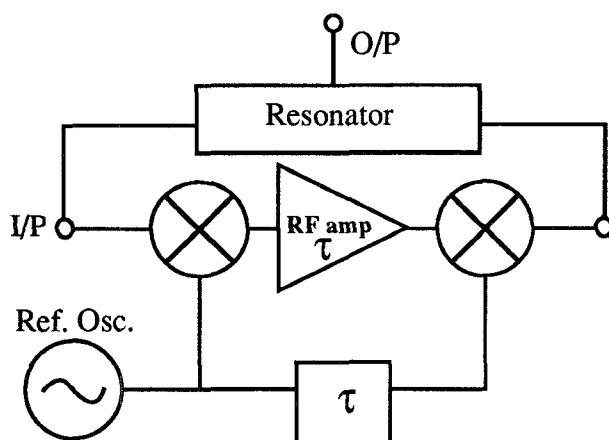 O/P
Resonator
I/P
RF amp
τ
Ref. Osc.
τ